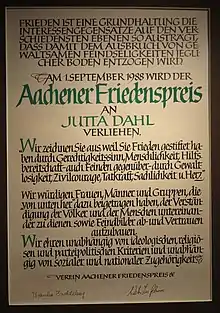 FRIEDEN IST EINE GRUNDHALTUNG DIE
INTERESSENGEGENSÄTZE AUF DEN VER
SCHIEDENSTEN EBENEN SO AUSTRÄGT,
DASS DAMIT DEM AUSBRUCH VON GE
WALTSAMEN FEINDSELIGKEITEN JEGLI
CHER BODEN ENTZOGEN WIRD
AM 1.SEPTEMBER 1988 WIRD DER
Aachener Friedenspreis
AN
JUTTA DAHL
VERLIEHEN.
Wir zeichnen Sie aus weil Sie Frieden gestiftet ha
ben durch Gerechtigkeitssinn, Menschlichkeit, Hilfs
bereitschaft auch Fremden gegenüber durch Gewalt
losigkeit Zivilcourage, Tatkraft, Sachlichkeit u. Herz
Wir würdigen Frauen, Männer und Gruppen, die
von unten her dazu beigetragen haben, der Verstän
digung der Völker und der Menschen untereinan
der zu dienen sowie Feindbilder ab- und Vertrauen
aufzubauen.
Wir ehren unabhängig von ideologischen, religiö
sen und parteipolitischen Kriterien und unabhän
gig von sozialer und nationaler Zugehörigkeit
VEREIN AACHENER FRIEDENSPREIS